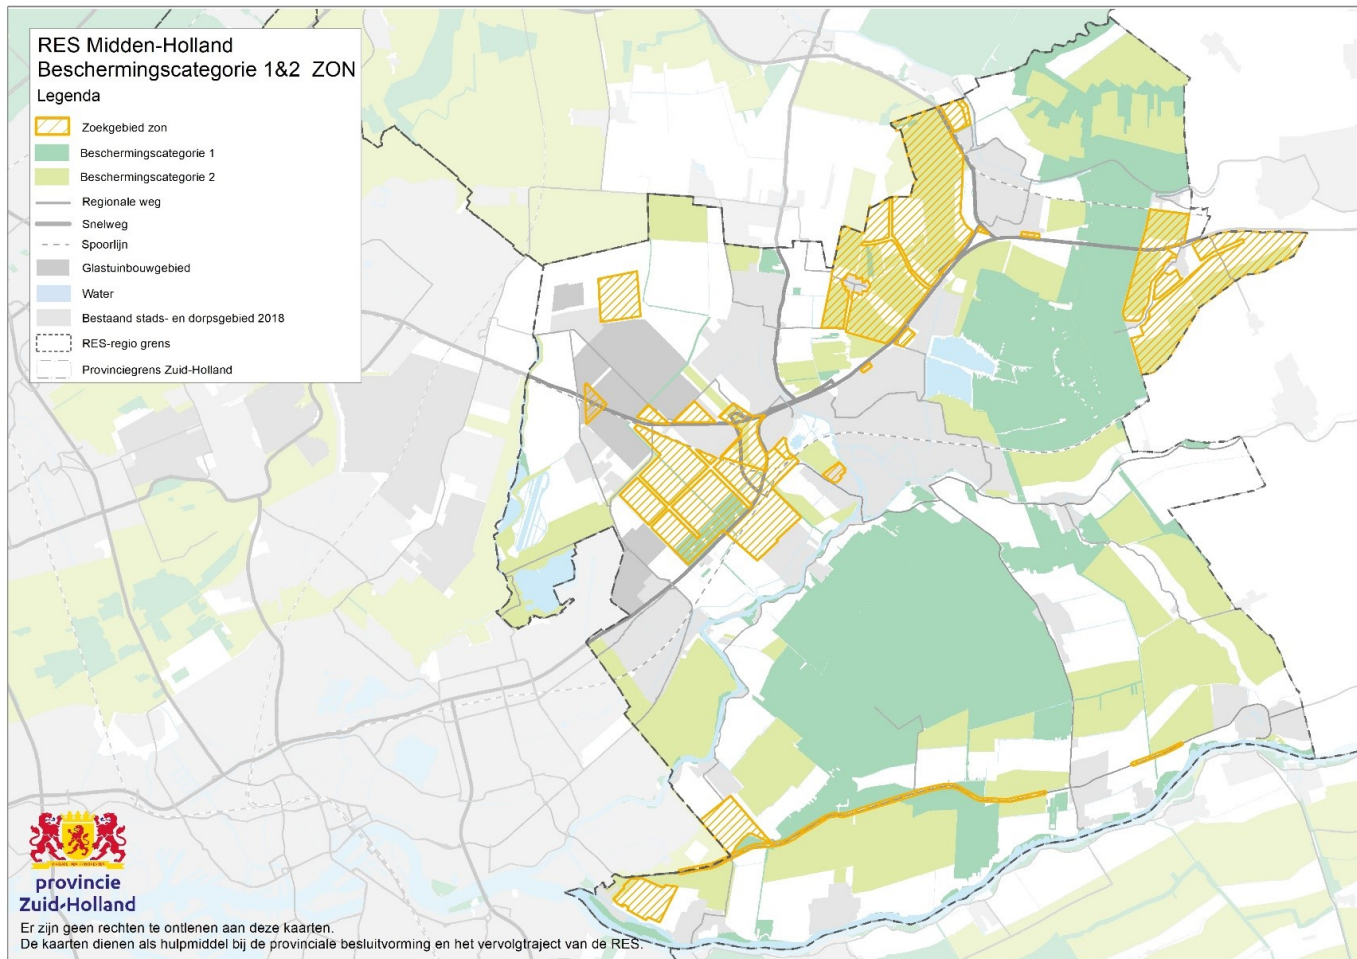 RES Midden-Holland
Beschermingscategorie 1&2 ZON
Legenda
Zoekgebied zon
Beschermingscategorie 1
Beschermingscategorie 2
Regionale weg
Snelweg
Spoorlijn
Glastuinbouwgebied
Water
Bestaand stads- en dorpsgebied 2018
RES-regio grens
Provinciegrens Zuid-Holland
provincie
Zuid-Holland
Er zijn geen rechten te ontlenen aan deze kaarten.
De kaarten dienen als hulpmiddel bij de provinciale besluitvorming en het vervolgtraject van de RES.